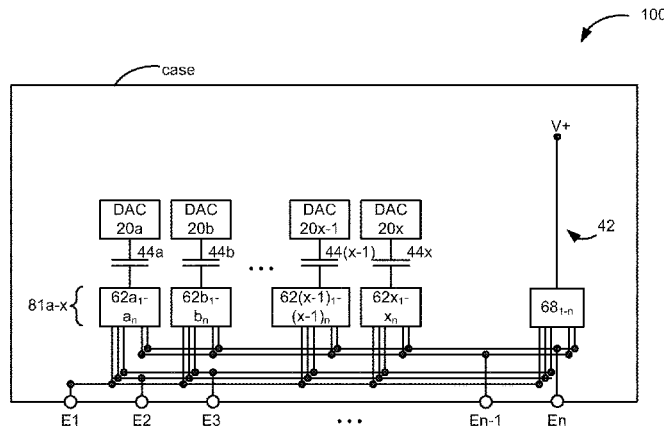 100
case
V+
DAC 20a
DAC 20b
DAC 20x-1
DAC 20x
42
44a
44b
44(x-1)
44x
...
81a-x
62a1-an
62b1-bn
62(x-1)1-(x-1)n
62x1-xn
681-n
E1
E2
E3
...
En-1
En